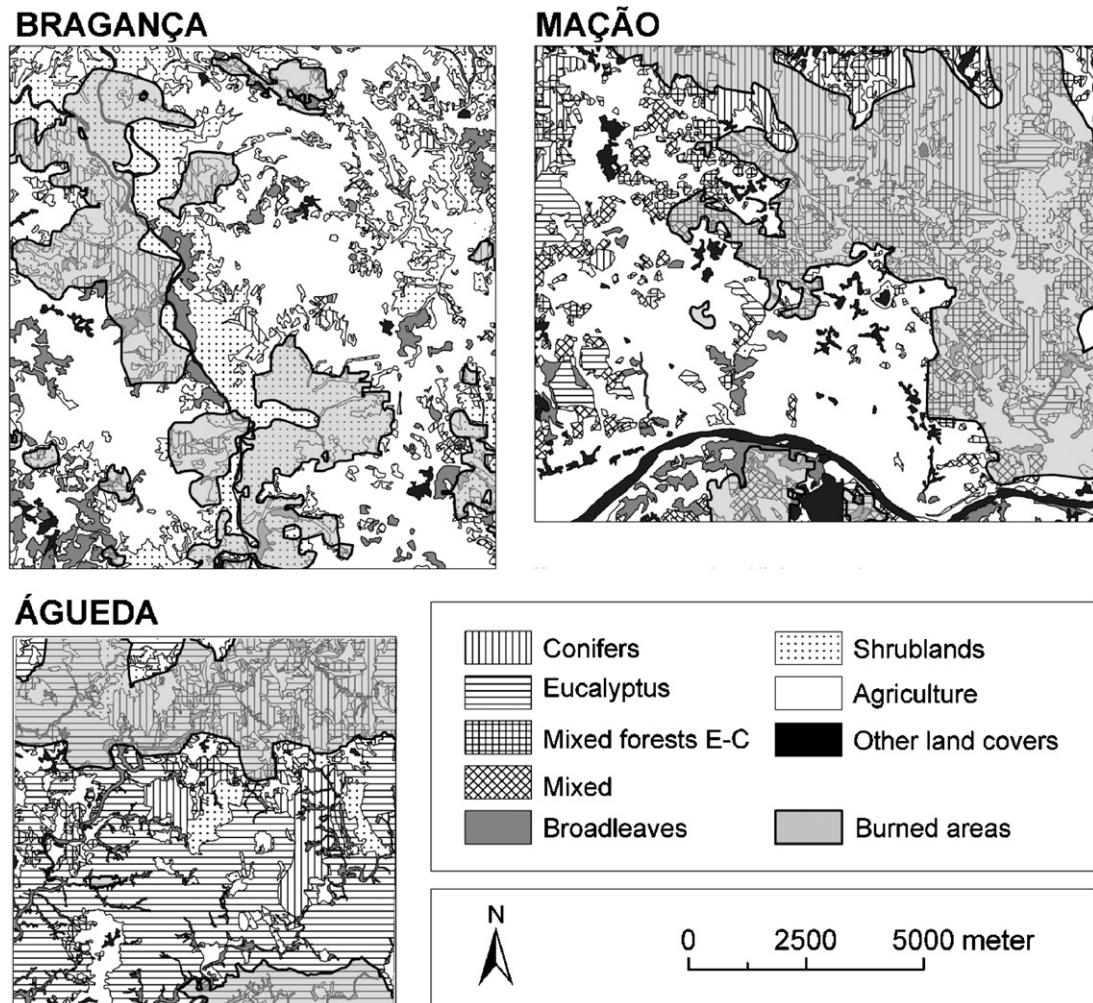 BRAGANÇA
MAÇÃO
ÁGUEDA
Conifers
Eucalyptus
Mixed forests E-C
Mixed
Broadleaves
Shrublands
Agriculture
Other land covers
Burned areas
N
0 2500 5000 meter